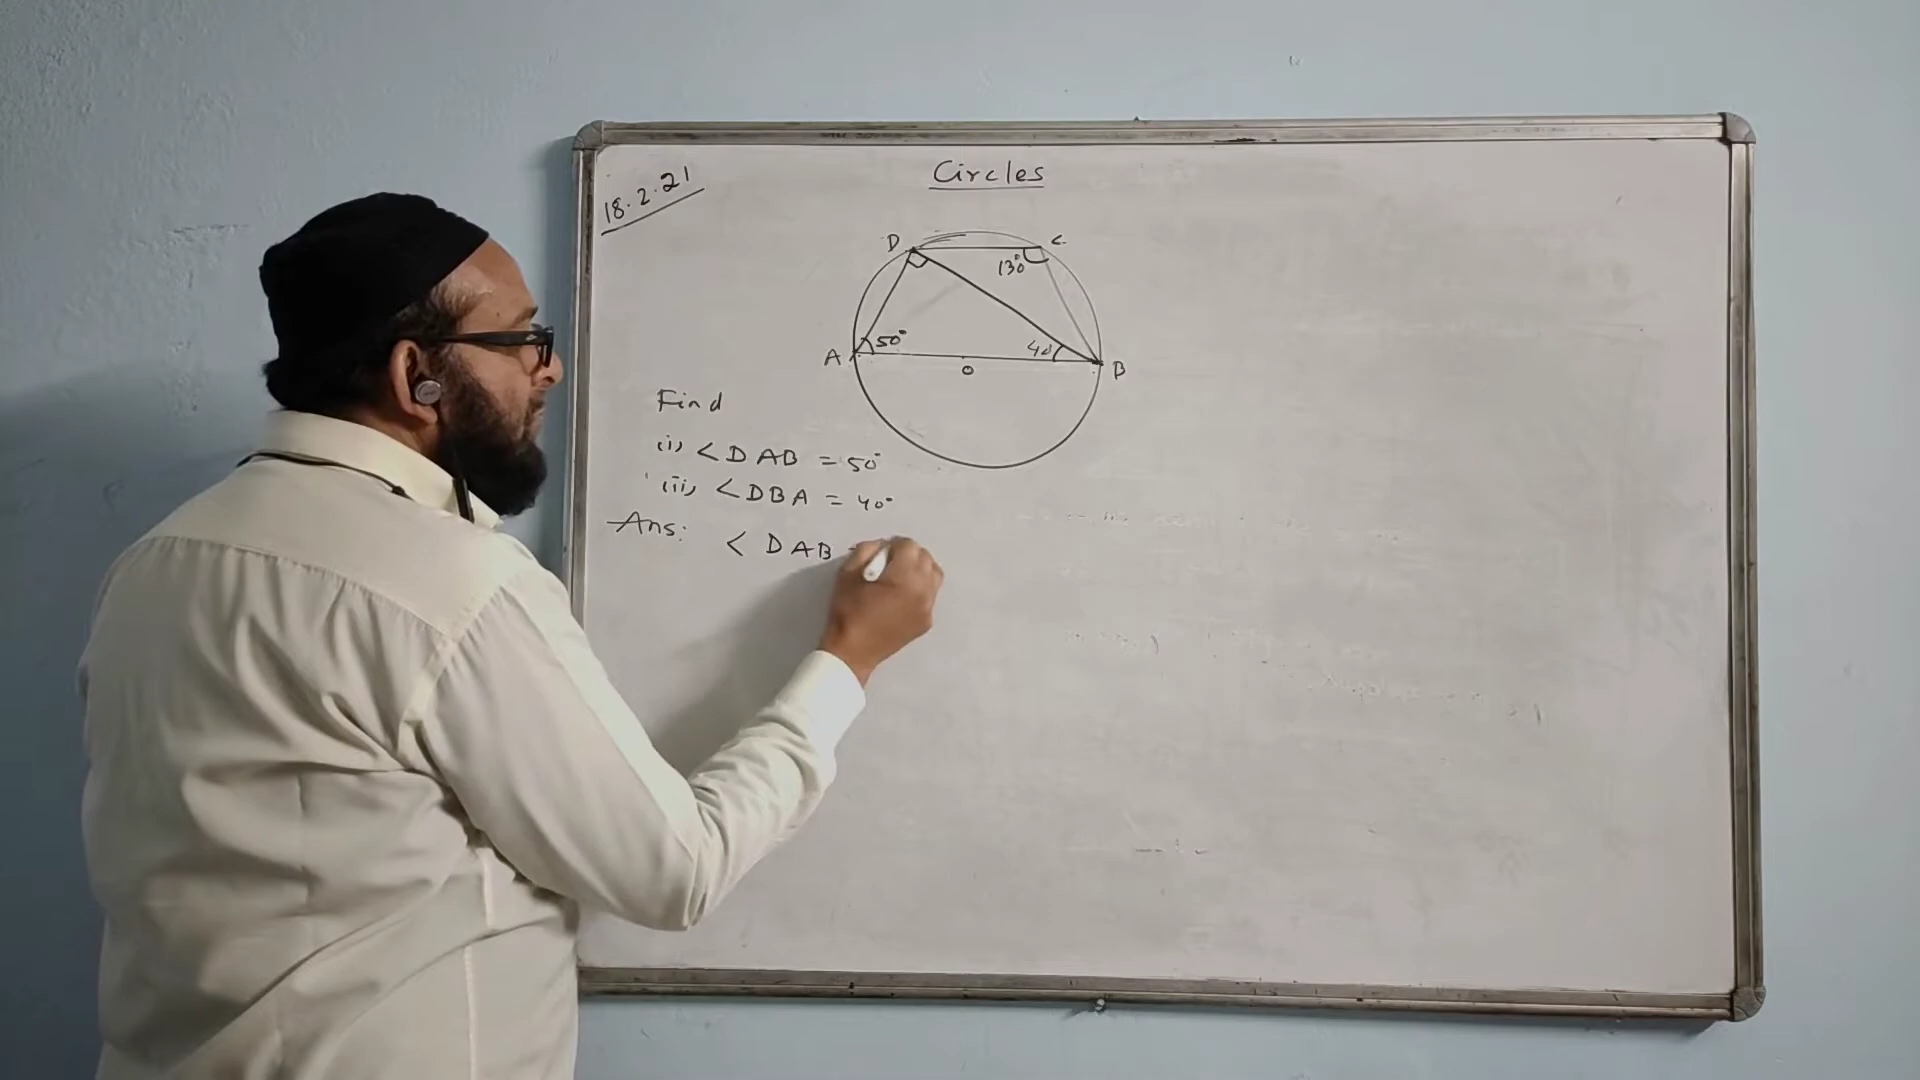 18.2.21
Circles
D
C
130°
A
50°
40
O
B
Find
(i) <DAB = 50°
(ii) <DBA = 40°
Ans: < DAB